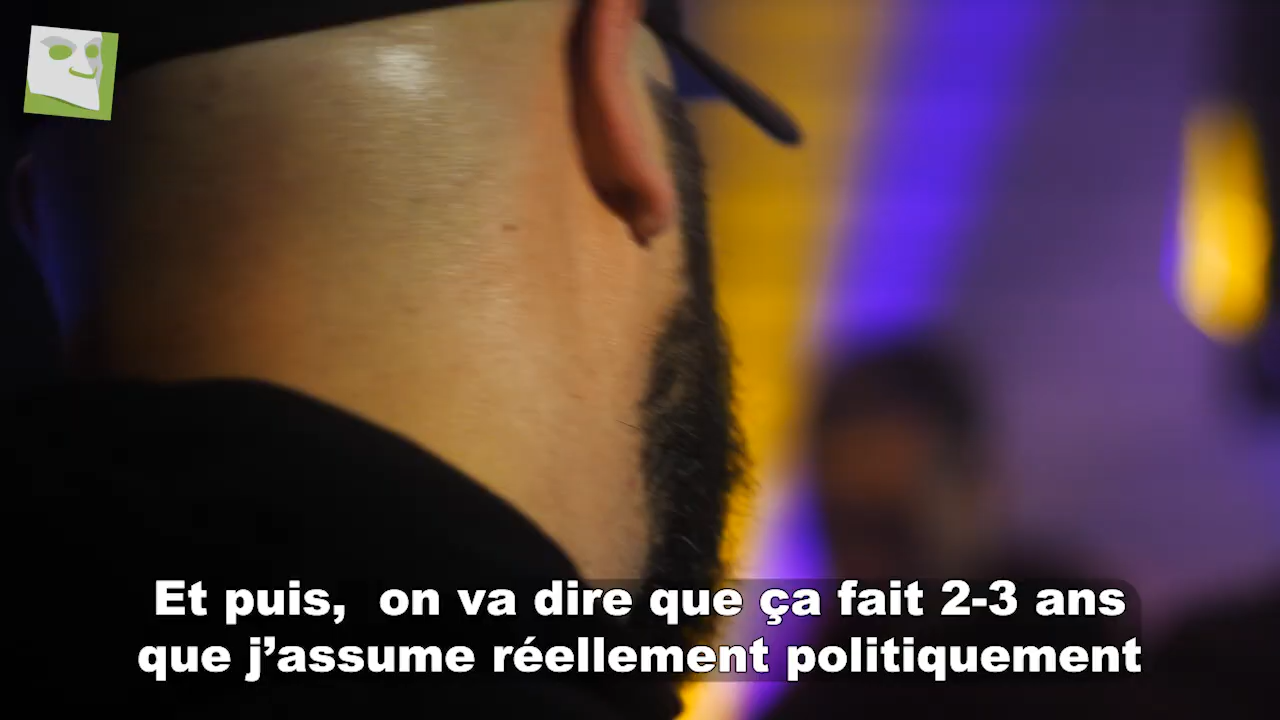 Et puis,  on va dire que ça fait 2-3 ans
que j’assume réellement politiquement